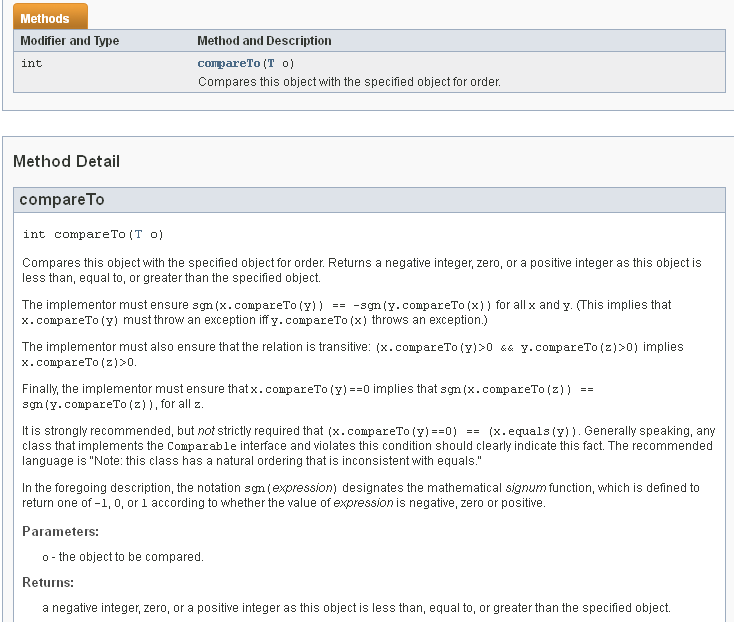 Methods
Modifier and Type Method and Description
int compareTo(T o)
Compares this object with the specified object for order.
Method Detail
compareTo
int compareTo(T o)
Compares this object with the specified object for order. Returns a negative integer, zero, or a positive integer as this object is
less than, equal to, or greater than the specified object.
The implementor must ensure sgn(x.compareTo(y)) == -sgn(y.compareTo(x)) for all x and y. (This implies that
x.compareTo(y) must throw an exception iff y.compareTo(x) throws an exception.)
The implementor must also ensure that the relation is transitive: (x.compareTo(y)>0 && y.compareTo(z)>0) implies
x.compareTo(z)>0.
Finally, the implementor must ensure that x.compareTo(y)==0 implies that sgn(x.compareTo(z)) ==
sgn(y.compareTo(z)), for all z.
It is strongly recommended, but not strictly required that (x.compareTo(y)==0) == (x.equals(y)). Generally speaking, any
class that implements the Comparable interface and violates this condition should clearly indicate this fact. The recommended
language is "Note: this class has a natural ordering that is inconsistent with equals."
In the foregoing description, the notation sgn(expression) designates the mathematical signum function, which is defined to
return one of -1, 0, or 1 according to whether the value of expression is negative, zero or positive.
Parameters:
o - the object to be compared.
Returns:
a negative integer, zero, or a positive integer as this object is less than, equal to, or greater than the specified object.